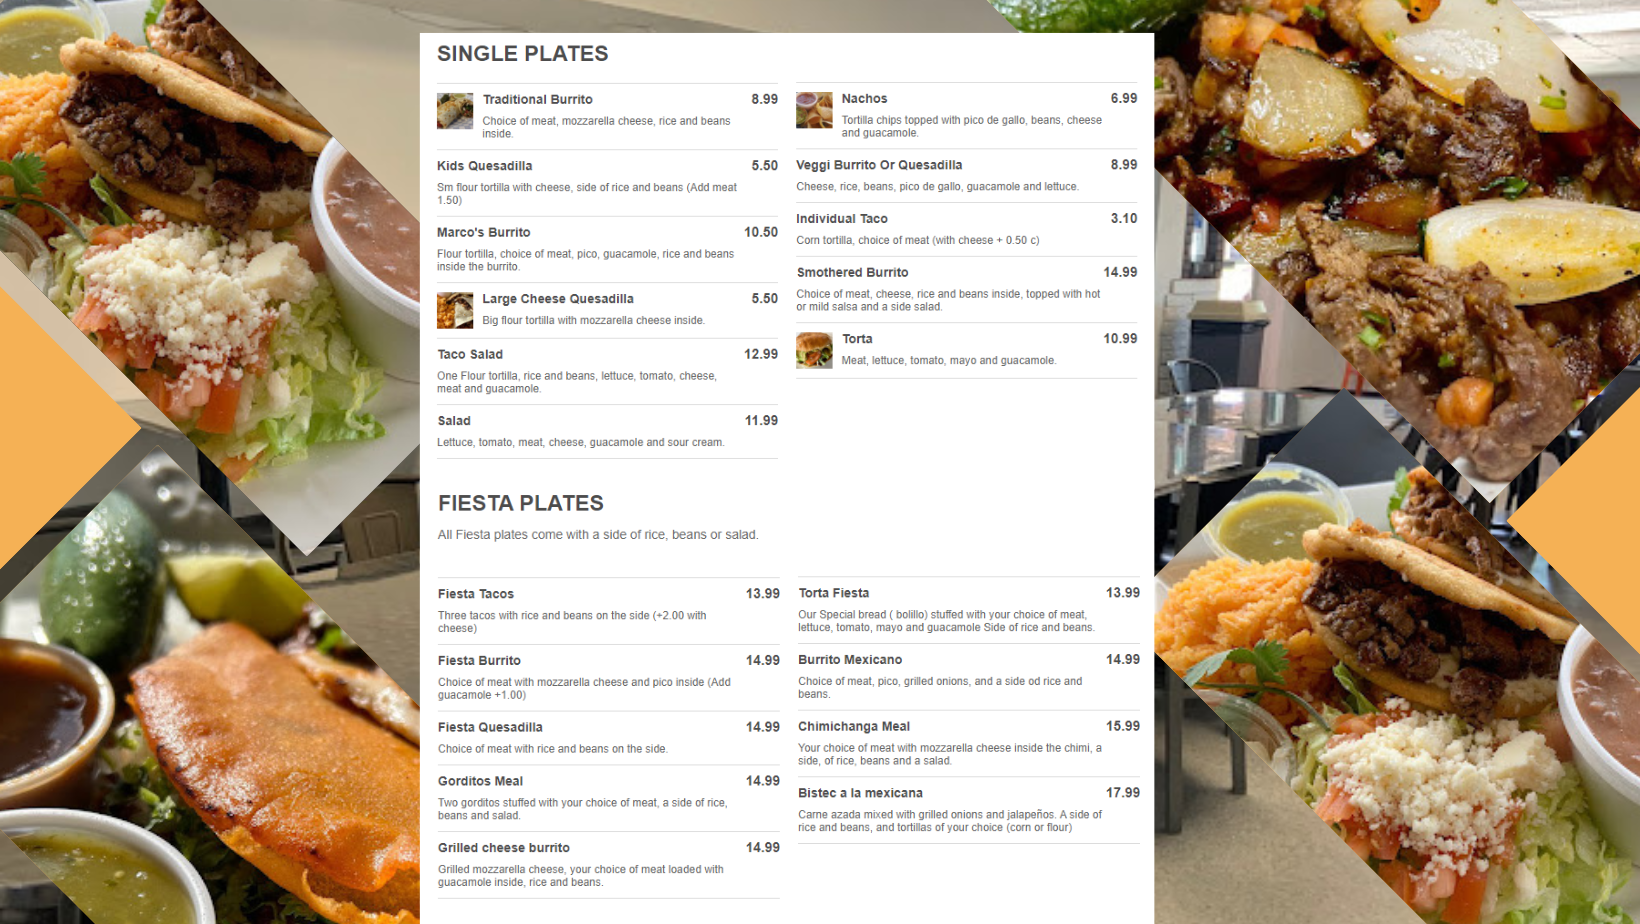 SINGLE PLATES
Traditional Burrito 8.99
Choice of meat, mozzarella cheese, rice and beans
inside.
Kids Quesadilla 5.50
Sm flour tortilla with cheese, side of rice and beans (Add meat
1.50)
Marco's Burrito 10.50
Flour tortilla, choice of meat, pico, guacamole, rice and beans
inside the burrito.
Large Cheese Quesadilla 5.50
Big flour tortilla with mozzarella cheese inside.
Taco Salad 12.99
One Flour tortilla, rice and beans, lettuce, tomato, cheese,
meat and guacamole.
Salad 11.99
Lettuce, tomato, meat, cheese, guacamole and sour cream.
Nachos 6.99
Tortilla chips topped with pico de gallo, beans, cheese
and guacamole.
Veggi Burrito Or Quesadilla 8.99
Cheese, rice, beans, pico de gallo, guacamole and lettuce.
Individual Taco 3.10
Corn tortilla, choice of meat (with cheese + 0.50 c)
Smothered Burrito 14.99
Choice of meat, cheese, rice and beans inside, topped with hot
or mild salsa and a side salad.
Torta 10.99
Meat, lettuce, tomato, mayo and guacamole.
FIESTA PLATES
All Fiesta plates come with a side of rice, beans or salad.
Fiesta Tacos 13.99
Three tacos with rice and beans on the side (+2.00 with
cheese)
Fiesta Burrito 14.99
Choice of meat with mozzarella cheese and pico inside (Add
guacamole +1.00)
Fiesta Quesadilla 14.99
Choice of meat with rice and beans on the side.
Gorditos Meal 14.99
Two gorditos stuffed with your choice of meat, a side of rice,
beans and salad.
Grilled cheese burrito 14.99
Grilled mozzarella cheese, your choice of meat loaded with
guacamole inside, rice and beans.
Torta Fiesta 13.99
Our Special bread ( bolillo) stuffed with your choice of meat,
lettuce, tomato, mayo and guacamole Side of rice and beans.
Burrito Mexicano 14.99
Choice of meat, pico, grilled onions, and a side od rice and
beans.
Chimichanga Meal 15.99
Your choice of meat with mozzarella cheese inside the chimi, a
side, of rice, beans and a salad.
Bistec a la mexicana 17.99
Carne azada mixed with grilled onions and jalapeños. A side of
rice and beans, and tortillas of your choice (corn or flour)